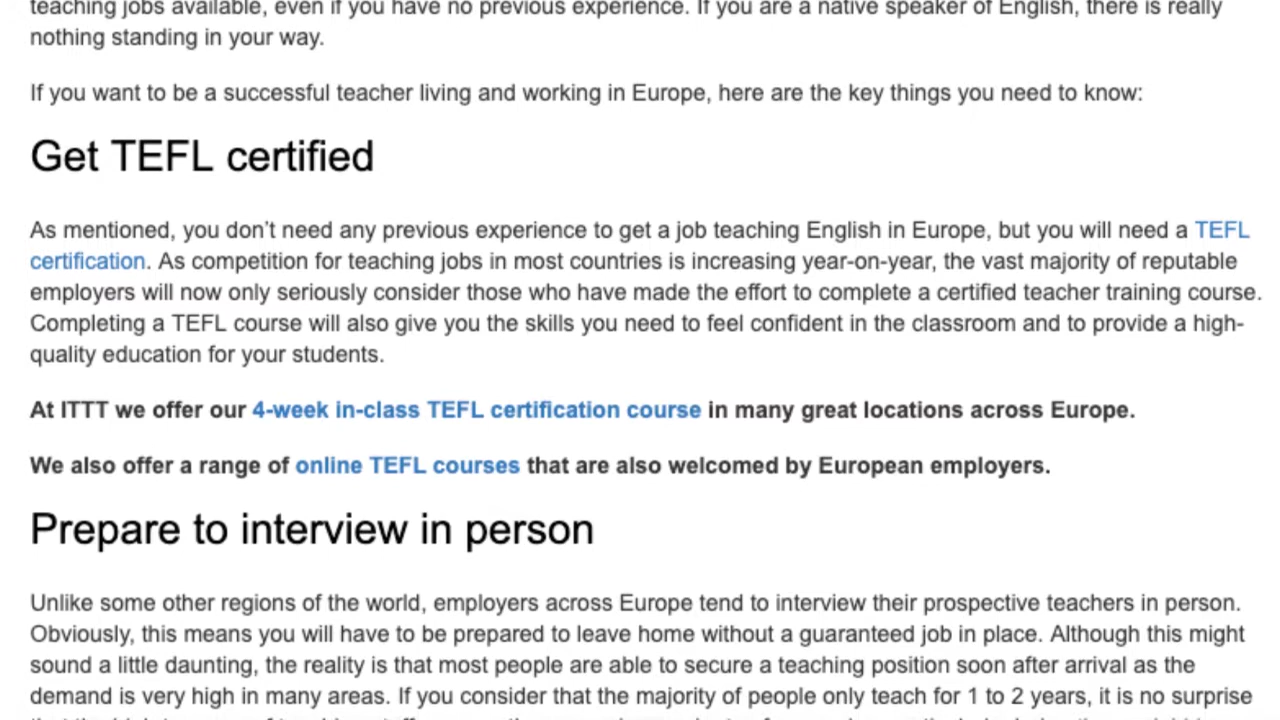 teaching jobs available, even if you have no previous experience. If you are a native speaker of English, there is really
nothing standing in your way.
If you want to be a successful teacher living and working in Europe, here are the key things you need to know:
Get TEFL certified
As mentioned, you don’t need any previous experience to get a job teaching English in Europe, but you will need a TEFL
certification. As competition for teaching jobs in most countries is increasing year-on-year, the vast majority of reputable
employers will now only seriously consider those who have made the effort to complete a certified teacher training course.
Completing a TEFL course will also give you the skills you need to feel confident in the classroom and to provide a high-
quality education for your students.
At ITTT we offer our 4-week in-class TEFL certification course in many great locations across Europe.
We also offer a range of online TEFL courses that are also welcomed by European employers.
Prepare to interview in person
Unlike some other regions of the world, employers across Europe tend to interview their prospective teachers in person.
Obviously, this means you will have to be prepared to leave home without a guaranteed job in place. Although this might
sound a little daunting, the reality is that most people are able to secure a teaching position soon after arrival as the
demand is very high in many areas. If you consider that the majority of people only teach for 1 to 2 years, it is no surprise